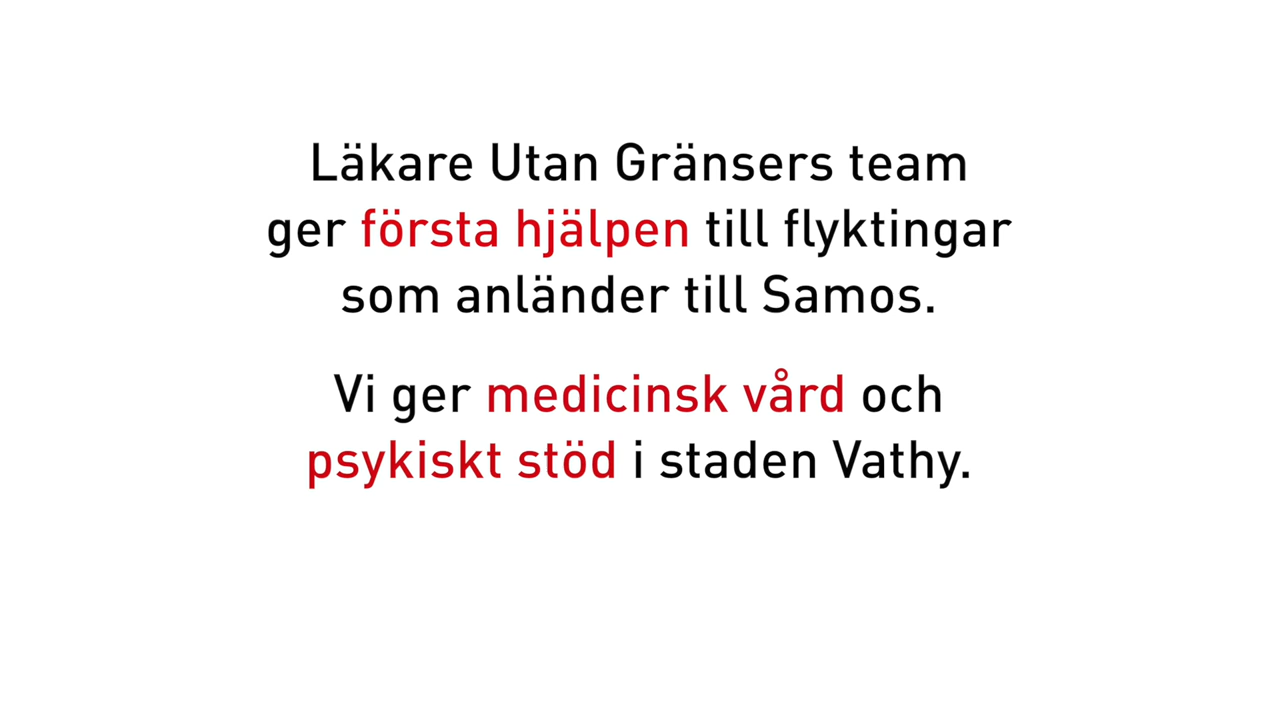 Läkare Utan Gränsers team
ger första hjälpen till flyktingar
som anländer till Samos.
Vi ger medicinsk vård och
psykiskt stöd i staden Vathy.